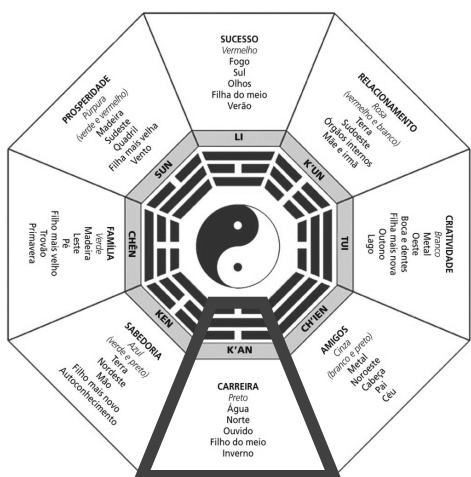 SUCESSO
Vermelho
Fogo
Sul
Olhos
Filha do meio
Verão
LI
RELACIONAMENTO
Rosa
(vermelho e branco)
Terra
Sudoeste
Órgãos internos
Mãe e irmã
K'UN
CRIATIVIDADE
Branco
Metal
Oeste
Boca e dentes
Filha mais nova
Outono
Lago
TUI
AMIGOS
Cinza
(branco e preto)
Metal
Noroeste
Cabeça
Pai
Céu
CH'IEN
CARREIRA
Preto
Água
Norte
Ouvido
Filho do meio
Inverno
K'AN
SABEDORIA
Azul
(verde e preto)
Terra
Nordeste
Mão
Filho mais novo
Autoconhecimento
KEN
FAMÍLIA
Verde
Madeira
Leste
Pé
Filho mais velho
Trovão
Primavera
CHÊN
PROSPERIDADE
Púrpura
(verde e vermelho)
Madeira
Sudeste
Quadril
Filha mais velha
Vento
SUN